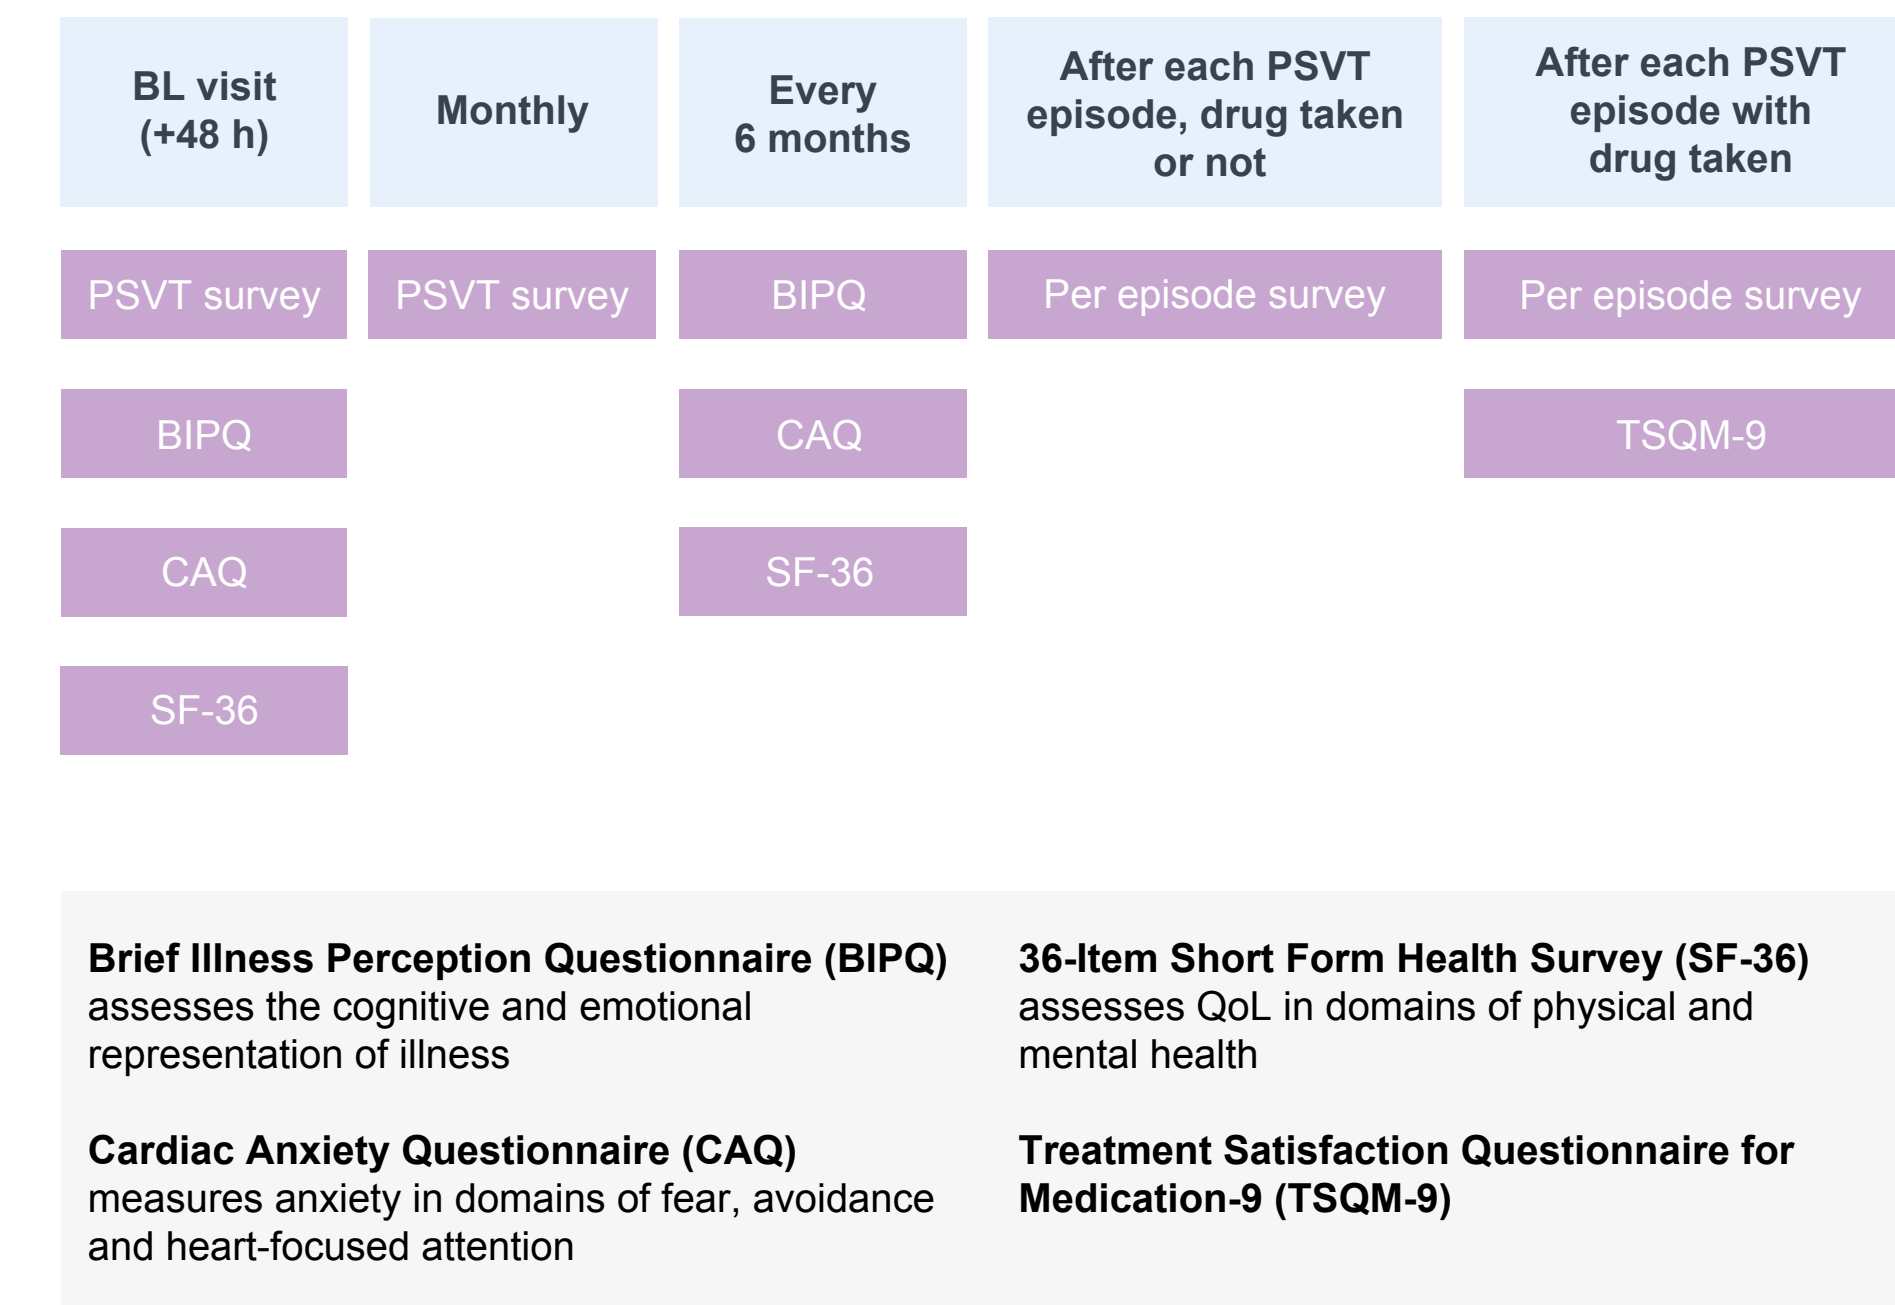 BL visit
(+48 h)
Monthly
Every
6 months
After each PSVT
episode, drug taken
or not
After each PSVT
episode with
drug taken
PSVT survey
PSVT survey
BIPQ
Per episode survey
Per episode survey
BIPQ
CAQ
TSQM-9
CAQ
SF-36
SF-36
Brief Illness Perception Questionnaire (BIPQ)
assesses the cognitive and emotional
representation of illness
Cardiac Anxiety Questionnaire (CAQ)
measures anxiety in domains of fear, avoidance
and heart-focused attention
36-Item Short Form Health Survey (SF-36)
assesses QoL in domains of physical and
mental health
Treatment Satisfaction Questionnaire for
Medication-9 (TSQM-9)